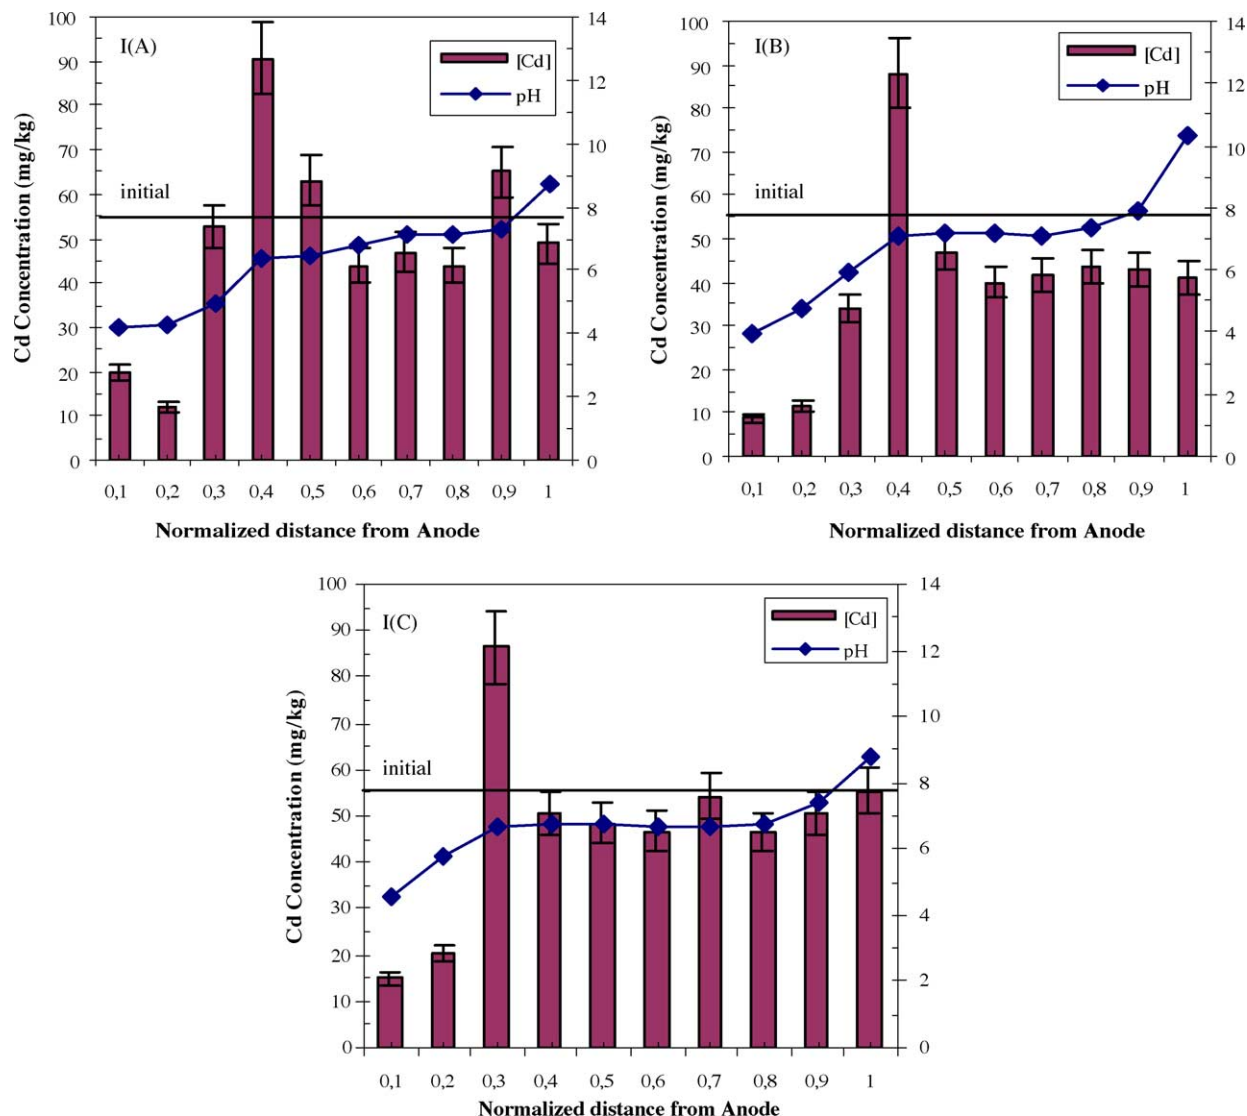 I(A)
[Cd]
pH
initial
100
90
80
70
60
50
40
30
20
10
0
14
12
10
8
6
4
2
0
Cd Concentration (mg/kg)
0,1 0,2 0,3 0,4 0,5 0,6 0,7 0,8 0,9 1
Normalized distance from Anode
I(B)
[Cd]
pH
initial
100
90
80
70
60
50
40
30
20
10
0
14
12
10
8
6
4
2
0
Cd Concentration (mg/kg)
0,1 0,2 0,3 0,4 0,5 0,6 0,7 0,8 0,9 1
Normalized distance from Anode
I(C)
[Cd]
pH
initial
100
90
80
70
60
50
40
30
20
10
0
14
12
10
8
6
4
2
0
Cd Concentration (mg/kg)
0,1 0,2 0,3 0,4 0,5 0,6 0,7 0,8 0,9 1
Normalized distance from Anode